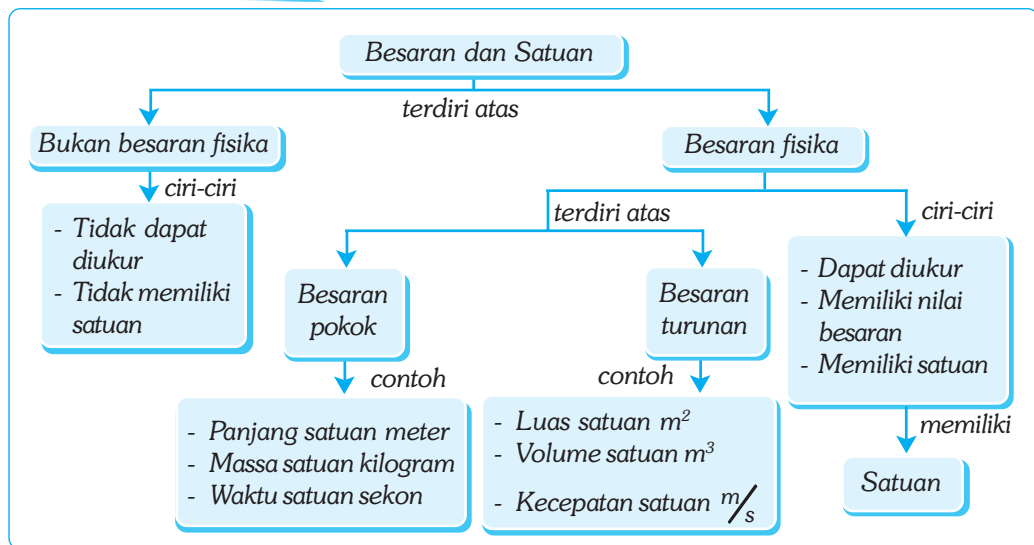 Besaran dan Satuan
terdiri atas
Bukan besaran fisika
Besaran fisika
ciri-ciri
- Tidak dapat
diukur
- Tidak memiliki
satuan
terdiri atas
Besaran
pokok
contoh
- Panjang satuan meter
- Massa satuan kilogram
- Waktu satuan sekon
Besaran
turunan
contoh
- Luas satuan m²
- Volume satuan m³
- Kecepatan satuan m/s
ciri-ciri
- Dapat diukur
- Memiliki nilai
besaran
- Memiliki satuan
memiliki
Satuan